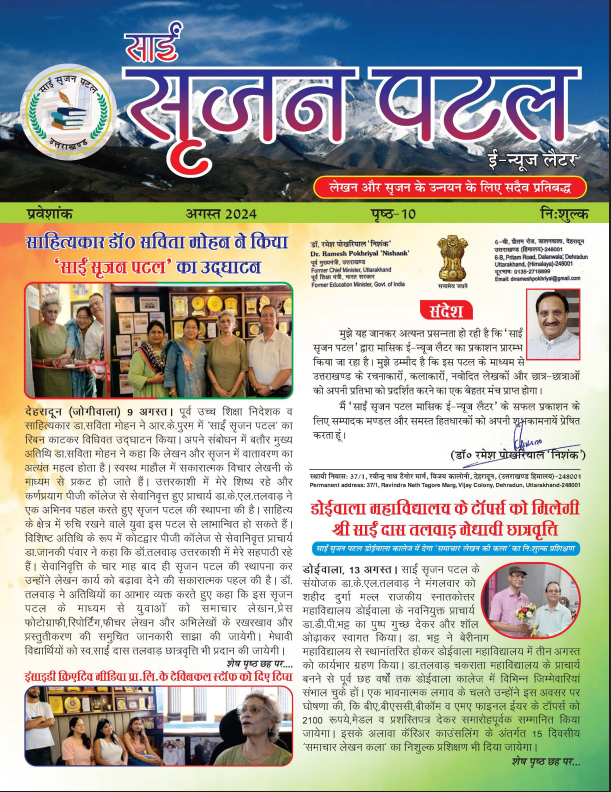 साईं
सृजन पटल
साईं सृजन पटल
उत्तराखण्ड
ई-न्यूज लैटर
लेखन और सृजन के उन्नयन के लिए सदैव प्रतिबद्ध
प्रवेशांक अगस्त 2024 पृष्ठ-10 नि:शुल्क
साहित्यकार डॉ० सविता मोहन ने किया
‘साईं सृजन पटल’ का उद्घाटन
देहरादून (जोगीवाला) 9 अगस्त। पूर्व उच्च शिक्षा निदेशक व
साहित्यकार डा.सविता मोहन ने आर.के.पुरम में ‘साईं सृजन पटल’ का
रिबन काटकर विधिवत उद्घाटन किया। अपने संबोधन में बतौर मुख्य
अतिथि डा.सविता मोहन ने कहा कि लेखन और सृजन में वातावरण का
अत्यंत महत्व होता है। स्वस्थ माहौल में सकारात्मक विचार लेखनी के
माध्यम से प्रकट हो जाते हैं। उत्तरकाशी में मेरे शिष्य रहे और
कर्णप्रयाग पीजी कॉलेज से सेवानिवृत्त हुए प्राचार्य डा.के.एल.तलवाड़ ने
एक अभिनव पहल करते हुए सृजन पटल की स्थापना की है। साहित्य
के क्षेत्र में रुचि रखने वाले युवा इस पटल से लाभान्वित हो सकते हैं।
विशिष्ट अतिथि के रूप में कोटद्वार पीजी कॉलेज से सेवानिवृत्त प्राचार्य
डा.जानकी पंवार ने कहा कि डॉ.तलवाड़ उत्तरकाशी में मेरे सहपाठी रहे
हैं। सेवानिवृत्ति के चार माह बाद ही सृजन पटल की स्थापना कर
उन्होंने लेखन कार्य को बढ़ावा देने की सकारात्मक पहल की है। डॉ.
तलवाड़ ने अतिथियों का आभार व्यक्त करते हुए कहा कि इस सृजन
पटल के माध्यम से युवाओं को समाचार लेखन,प्रेस
फोटोग्राफी,रिपोर्टिंग,फीचर लेखन और अभिलेखों के रखरखाव और
प्रस्तुतीकरण की समुचित जानकारी साझा की जायेगी। मेधावी
विद्यार्थियों को स्व.साईं दास तलवाड़ छात्रवृत्ति भी प्रदान की जायेगी।
शेष पृष्ठ छह पर....
इंसाइडी क्रिएटिव मीडिया प्रा.लि.के टेक्निकल स्टॉफ को दिए टिप्स
डॉ. रमेश पोखरियाल ‘निशंक’
Dr. Ramesh Pokhriyal ‘Nishank’
पूर्व मुख्यमंत्री, उत्तराखण्ड
Former Chief Minister, Uttarakhand
पूर्व शिक्षा मंत्री, भारत सरकार
Former Education Minister, Govt. of India
सत्यमेव जयते
6-बी, प्रीतम रोड, डालनवाला, देहरादून
उत्तराखण्ड (हिमालय)-248001
6-B, Pritam Road, Dalanwala, Dehradun
Uttarakhand, (Himalaya)-248001
दूरभाष: 0135-2718899
Email: drrameshpokhriyal@gmail.com
संदेश
मुझे यह जानकर अत्यन्त प्रसन्नता हो रही है कि ‘साईं
सृजन पटल’ द्वारा मासिक ई-न्यूज लैटर का प्रकाशन प्रारम्भ
किया जा रहा है। मुझे उम्मीद है कि इस पटल के माध्यम से
उत्तराखण्ड के रचनाकारों, कलाकारों, नवोदित लेखकों और छात्र-छात्राओं
को अपनी प्रतिभा को प्रदर्शित करने का एक बेहतर मंच प्राप्त होगा।
मैं ‘साईं सृजन पटल मासिक ई-न्यूज लैटर’ के सफल प्रकाशन के
लिए सम्पादक मण्डल और समस्त हितधारकों को अपनी शुभकामनायें प्रेषित
करता हूं।
(डॉ० रमेश पोखरियाल ‘निशंक’)
स्थायी निवास: 37/1, रवीन्द्र नाथ टैगोर मार्ग, विजय कालोनी, देहरादून, (उत्तराखण्ड हिमालय)-248001
Permanent address: 37/1, Ravindra Nath Tagore Marg, Vijay Colony, Dehradun, Uttarakhand-248001
डोईवाला महाविद्यालय के टॉपर्स को मिलेगी
श्री साईं दास तलवाड़ मेधावी छात्रवृत्ति
साईं सृजन पटल डोईवाला कालेज में देगा ‘समाचार लेखन की कला’ का नि:शुल्क प्रशिक्षण
डोईवाला, 13 अगस्त। साईं सृजन पटल के
संयोजक डा.के.एल.तलवाड़ ने मंगलवार को
शहीद दुर्गा मल्ल राजकीय स्नातकोत्तर
महाविद्यालय डोईवाला के नवनियुक्त प्राचार्य
डा.डी.पी.भट्ट का पुष्प गुच्छ देकर और शॉल
ओढ़ाकर स्वागत किया। डा. भट्ट ने बेरीनाग
महाविद्यालय से स्थानांतरित होकर डोईवाला महाविद्यालय में तीन अगस्त
को कार्यभार ग्रहण किया। डा.तलवाड़ चकराता महाविद्यालय के प्राचार्य
बनने से पूर्व छह वर्षों तक डोईवाला कालेज में विभिन्न जिम्मेवारियां
संभाल चुके हों। एक भावनात्मक लगाव के चलते उन्होंने इस अवसर पर
घोषणा की, कि बीए,बीएससी,बीकॉम व एमए फाइनल ईयर के टॉपर्स को
2100 रूपये,मेडल व प्रशस्तिपत्र देकर समारोहपूर्वक सम्मानित किया
जायेगा। इसके अलावा कॅरिअर काउंसलिंग के अंतर्गत 15 दिवसीय
‘समाचार लेखन कला’ का निशुल्क प्रशिक्षण भी दिया जायेगा।
शेष पृष्ठ छह पर...